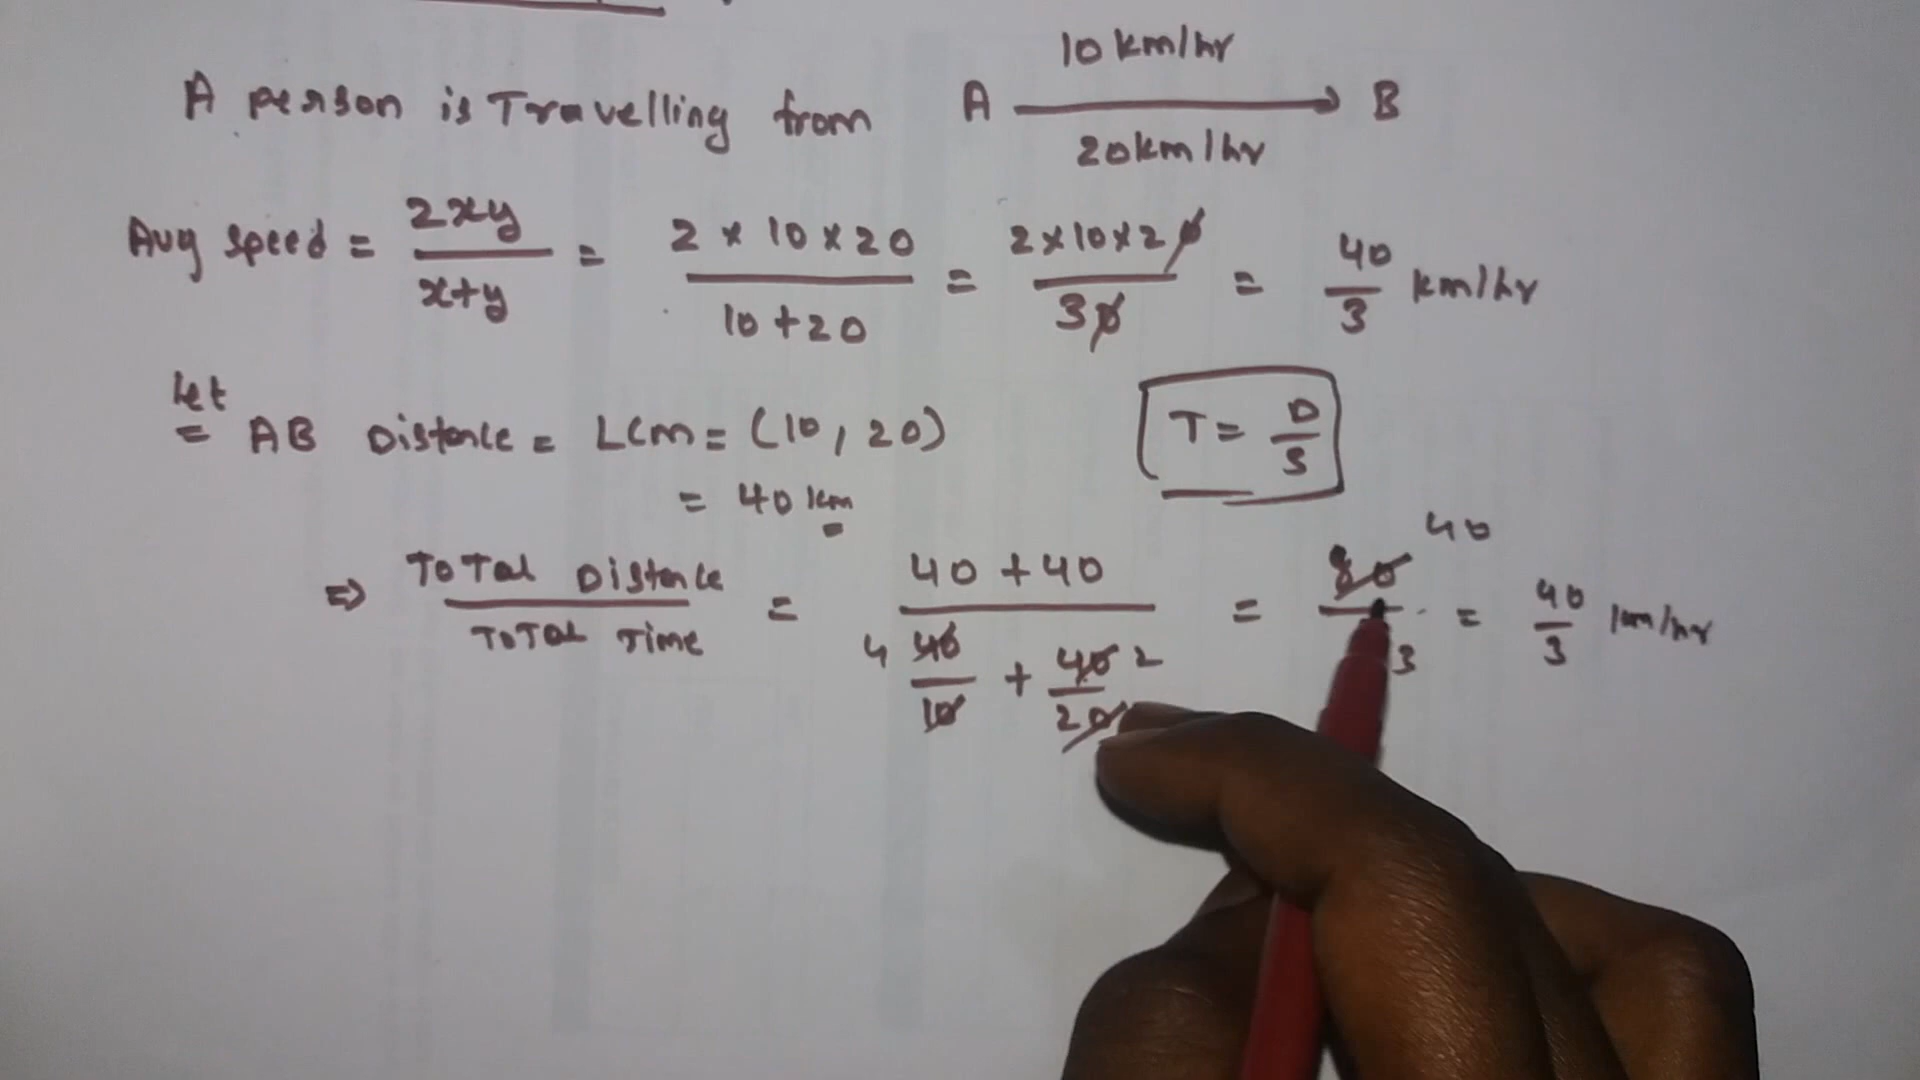 10 km/hr
A person is Travelling from A → B
20km/hr
Avg speed = 2xy/x+y = 2 × 10 × 20/10 + 20 = 2×10×20/30 = 40/3 km/hr
let
= AB Distance = LCM = (10, 20)
T = D/S
= 40 km
⇒ Total Distance/Total Time = 40 + 40/(4 40/10 + 40 2/20) = 80 40/3 = 40/3 km/hr